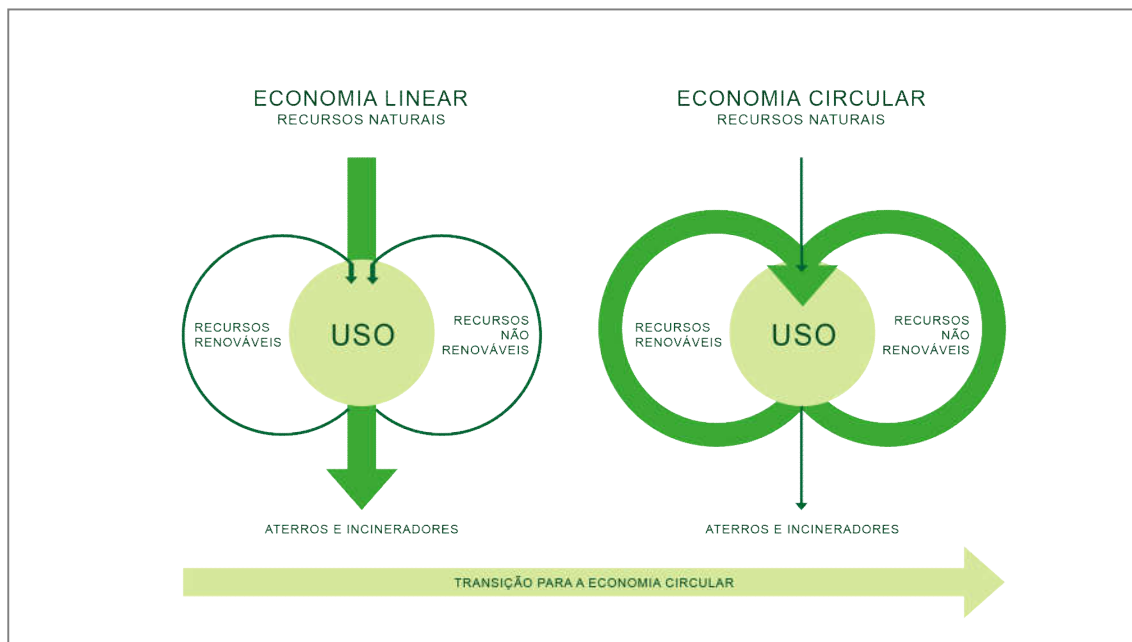 ECONOMIA LINEAR
RECURSOS NATURAIS
RECURSOS
RENOVÁVEIS
USO
RECURSOS
NÃO
RENOVÁVEIS
ATERROS E INCINERADORES
ECONOMIA CIRCULAR
RECURSOS NATURAIS
RECURSOS
RENOVÁVEIS
USO
RECURSOS
NÃO
RENOVÁVEIS
ATERROS E INCINERADORES
TRANSIÇÃO PARA A ECONOMIA CIRCULAR